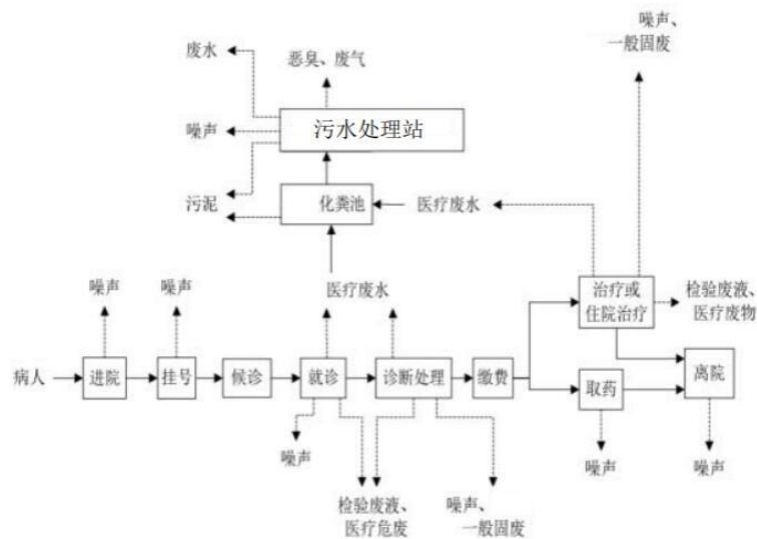 噪声、
一般固废
废水
恶臭、废气
噪声
污水处理站
污泥
化粪池
医疗废水
噪声
噪声
医疗废水
治疗或
住院治疗
检验废液、
医疗废物
病人
进院
挂号
候诊
就诊
诊断处理
缴费
取药
离院
噪声
噪声
噪声
检验废液、
医疗危废
噪声、
一般固废